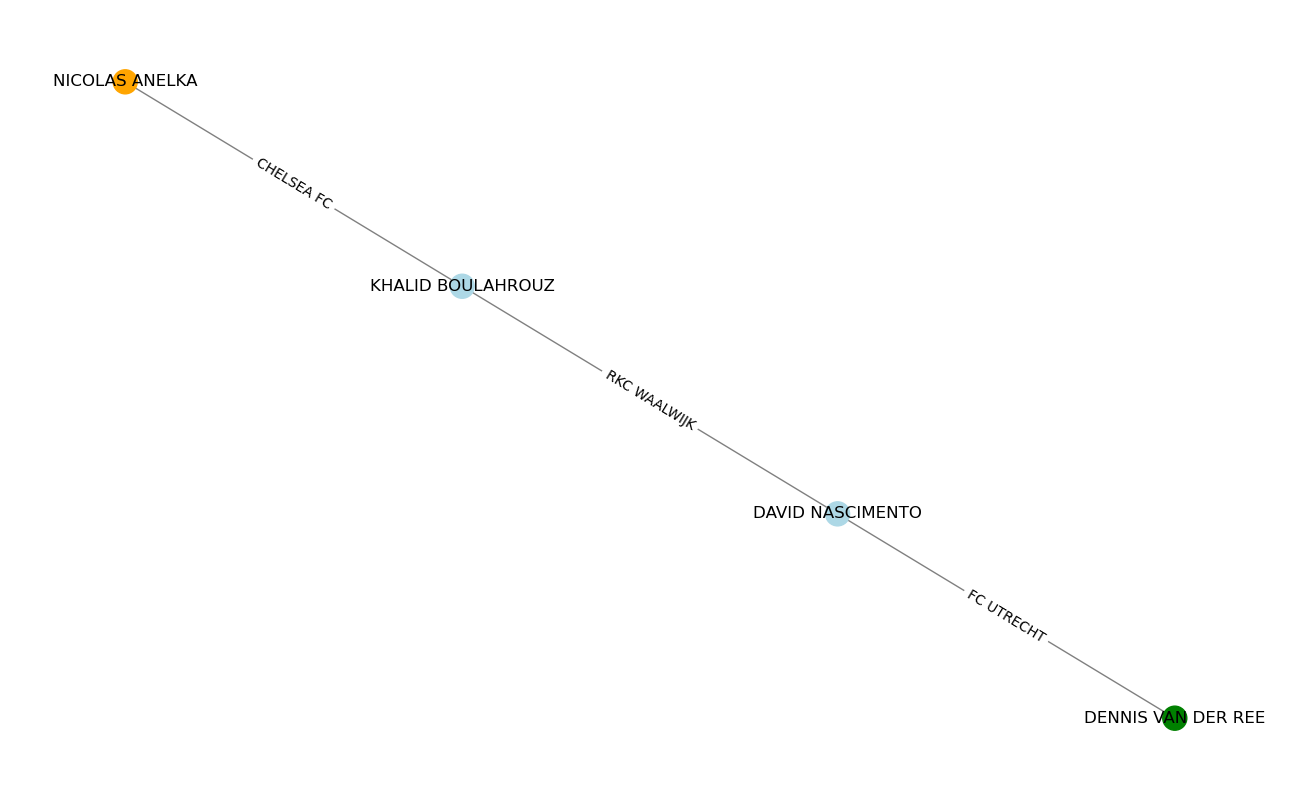 NICOLAS ANELKA
CHELSEA FC
KHALID BOULAHROUZ
RKC WAALWIJK
DAVID NASCIMENTO
FC UTRECHT
DENNIS VAN DER REE